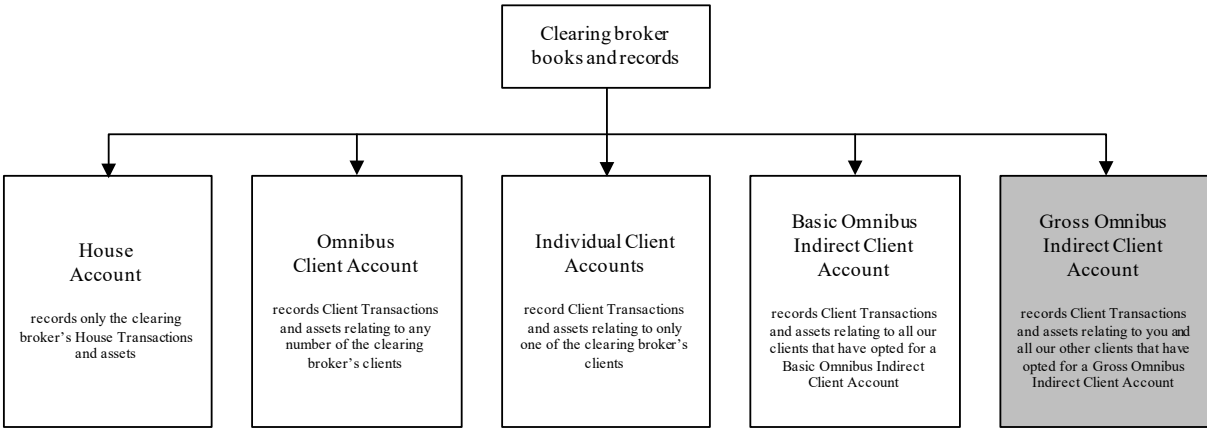 Clearing broker
books and records
House
Account
records only the clearing
broker's House Transactions
and assets
Omnibus
Client Account
records Client Transactions
and assets relating to any
number of the clearing
broker's clients
Individual Client
Accounts
record Client Transactions
and assets relating to only
one of the clearing broker's
clients
Basic Omnibus
Indirect Client
Account
records Client Transactions
and assets relating to all our
clients that have opted for a
Basic Omnibus Indirect
Client Account
Gross Omnibus
Indirect Client
Account
records Client Transactions
and assets relating to you and
all our other clients that have
opted for a Gross Omnibus
Indirect Client Account